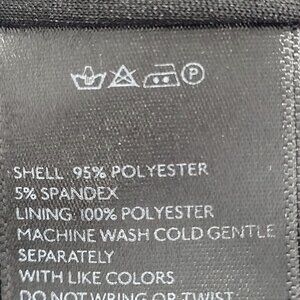 SHELL: 95% POLYESTER
5% SPANDEX
LINING: 100% POLYESTER
MACHINE WASH COLD GENTLE
SEPARATELY
WITH LIKE COLORS
DO NOT WRING OR TWIST